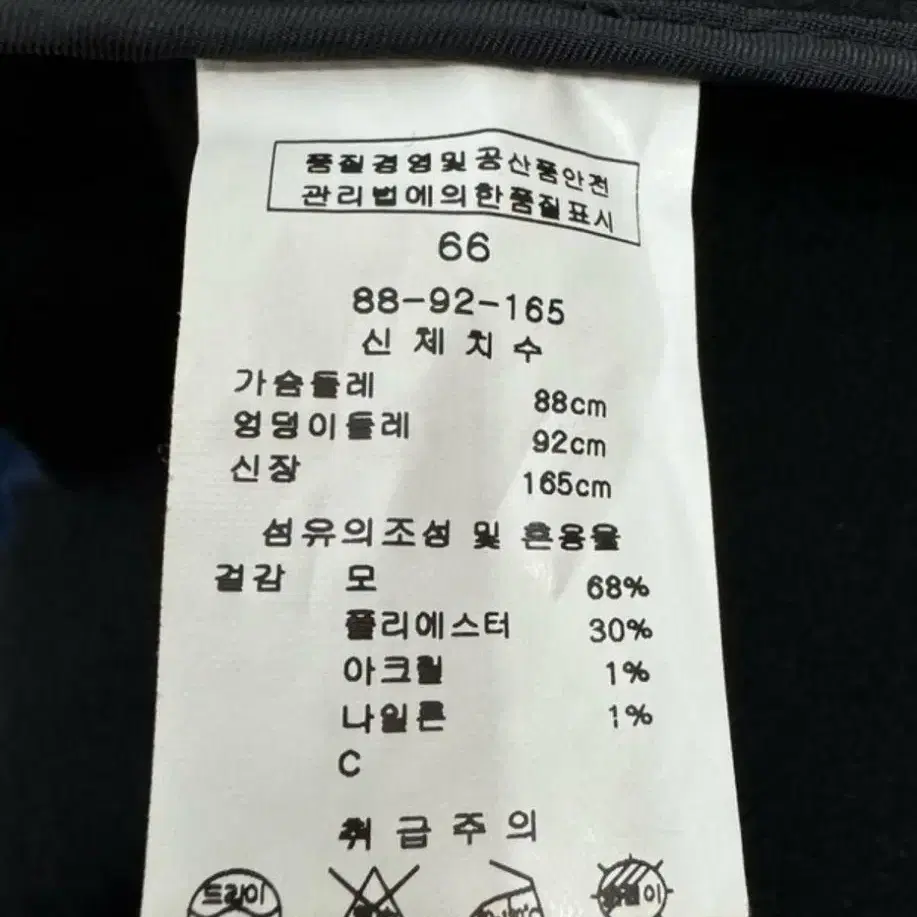 품질경영및공산품안전
관리법에의한품질표시
66
88-92-165
신체치수
가슴둘레 88cm
엉덩이둘레 92cm
신장 165cm
섬유의조성 및 혼용율
겉감 모 68%
폴리에스터 30%
아크릴 1%
나일론 1%
C
취급주의
드라이